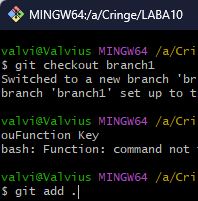 MINGW64:/a/Cringe/LABA10
valvi@Valvius MINGW64 /a/Cri
$ git checkout branch1
Switched to a new branch 'br
branch 'branch1' set up to t
valvi@Valvius MINGW64 /a/Cri
ouFunction Key
bash: Function: command not
valvi@Valvius MINGW64 /a/Cri
$ git add .